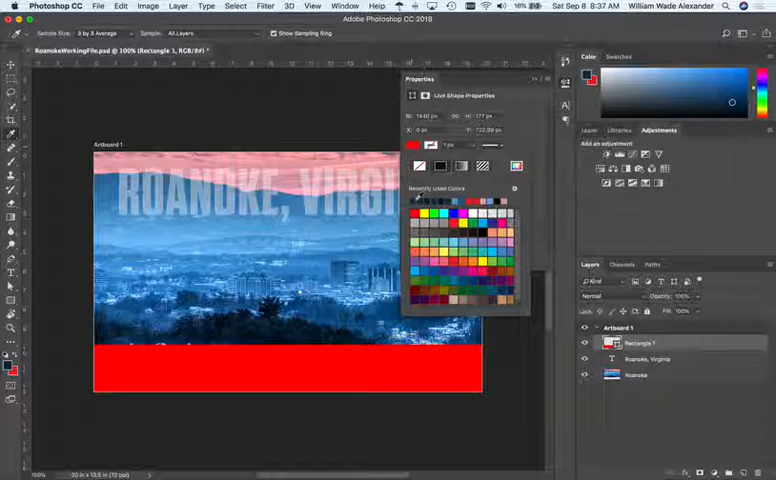 Photoshop CC File Edit Image Layer Type Select Filter 3D View Window Help Sat Sep 8 8:37 AM William Wade Alexander
Adobe Photoshop CC 2018
Sample Size: 3 by 3 Average Sample: All Layers Show Sampling Ring
RoanokeWorkingFile.psd @ 100% (Rectangle 1, RGB/8#) *
Properties
Color Swatches
Live Shape Properties
W: 1440 px H: 177 px
X: 0 px Y: 722.99 px
Libraries Adjustments
Artboard 1
1 px
Add an adjustment
ROANOKE, VIRGI
Recently Used Colors
Layers Channels Paths
Kind
Normal Opacity: 100%
Lock: Fill: 100%
Artboard 1
Rectangle 1
Roanoke, Virginia
Roanoke
100% 20 in x 13.5 in (72 ppi)
fx